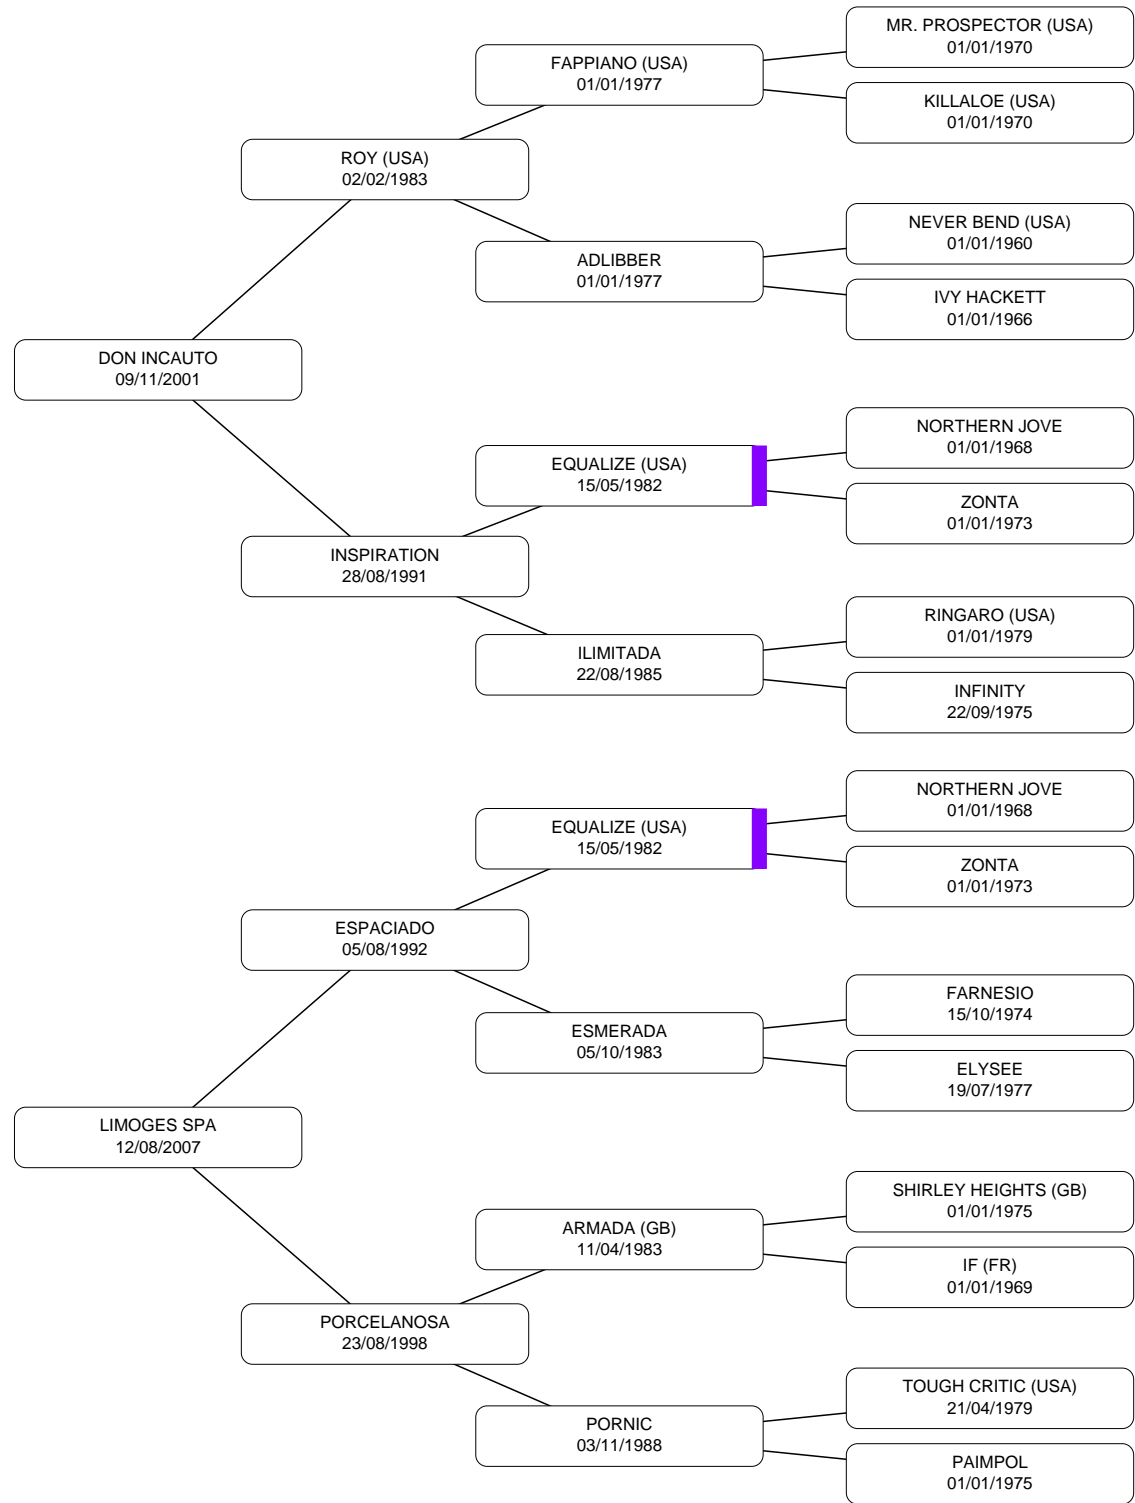 MR. PROSPECTOR (USA)
01/01/1970
FAPPIANO (USA)
01/01/1977
KILLALOE (USA)
01/01/1970
ROY (USA)
02/02/1983
NEVER BEND (USA)
01/01/1960
ADLIBBER
01/01/1977
IVY HACKETT
01/01/1966
DON INCAUTO
09/11/2001
NORTHERN JOVE
01/01/1968
EQUALIZE (USA)
15/05/1982
ZONTA
01/01/1973
INSPIRATION
28/08/1991
RINGARO (USA)
01/01/1979
ILIMITADA
22/08/1985
INFINITY
22/09/1975
NORTHERN JOVE
01/01/1968
EQUALIZE (USA)
15/05/1982
ZONTA
01/01/1973
ESPACIADO
05/08/1992
FARNESIO
15/10/1974
ESMERADA
05/10/1983
ELYSEE
19/07/1977
LIMOGES SPA
12/08/2007
SHIRLEY HEIGHTS (GB)
01/01/1975
ARMADA (GB)
11/04/1983
IF (FR)
01/01/1969
PORCELANOSA
23/08/1998
TOUGH CRITIC (USA)
21/04/1979
PORNIC
03/11/1988
PAIMPOL
01/01/1975